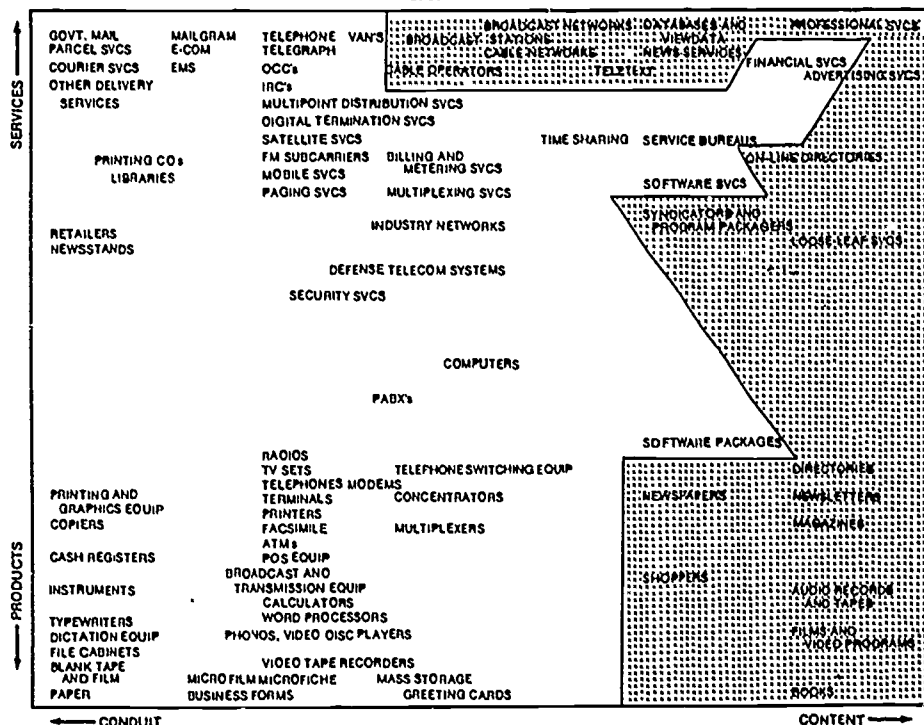 BROADCAST NETWORKS DATABASES AND PROFESSIONAL SVCS
GOVT. MAIL MAILGRAM TELEPHONE VAN'S BROADCAST STATIONS VIEWDATA
PARCEL SVCS E-COM TELEGRAPH CABLE NETWORKS NEWS SERVICES
FINANCIAL SVCS
COURIER SVCS EMS OCC's CABLE OPERATORS TELETEXT
ADVERTISING SVCS
OTHER DELIVERY IRC's
SERVICES MULTIPOINT DISTRIBUTION SVCS
DIGITAL TERMINATION SVCS
SATELLITE SVCS TIME SHARING SERVICE BUREAUS
PRINTING COs FM SUBCARRIERS BILLING AND ON-LINE DIRECTORIES
METERING SVCS
LIBRARIES MOBILE SVCS
SOFTWARE SVCS
PAGING SVCS MULTIPLEXING SVCS
SYNDICATORS AND
INDUSTRY NETWORKS PROGRAM PACKAGERS
RETAILERS
LOOSE-LEAF SVCS
NEWSSTANDS
DEFENSE TELECOM SYSTEMS
SECURITY SVCS
COMPUTERS
PABX's
SOFTWARE PACKAGES
RADIOS
TV SETS TELEPHONE SWITCHING EQUIP DIRECTORIES
TELEPHONES MODEMS
PRINTING AND TERMINALS CONCENTRATORS NEWSPAPERS NEWSLETTERS
GRAPHICS EQUIP PRINTERS
COPIERS FACSIMILE MULTIPLEXERS MAGAZINES
ATMs
CASH REGISTERS POS EQUIP
BROADCAST AND SHOPPERS
INSTRUMENTS TRANSMISSION EQUIP AUDIO RECORDS
CALCULATORS AND TAPES
TYPEWRITERS WORD PROCESSORS
DICTATION EQUIP PHONOS, VIDEO DISC PLAYERS FILMS AND
VIDEO PROGRAMS
FILE CABINETS
BLANK TAPE VIDEO TAPE RECORDERS
AND FILM MICROFILM MICROFICHE MASS STORAGE
PAPER BUSINESS FORMS GREETING CARDS BOOKS
SERVICES
PRODUCTS
CONDUIT CONTENT